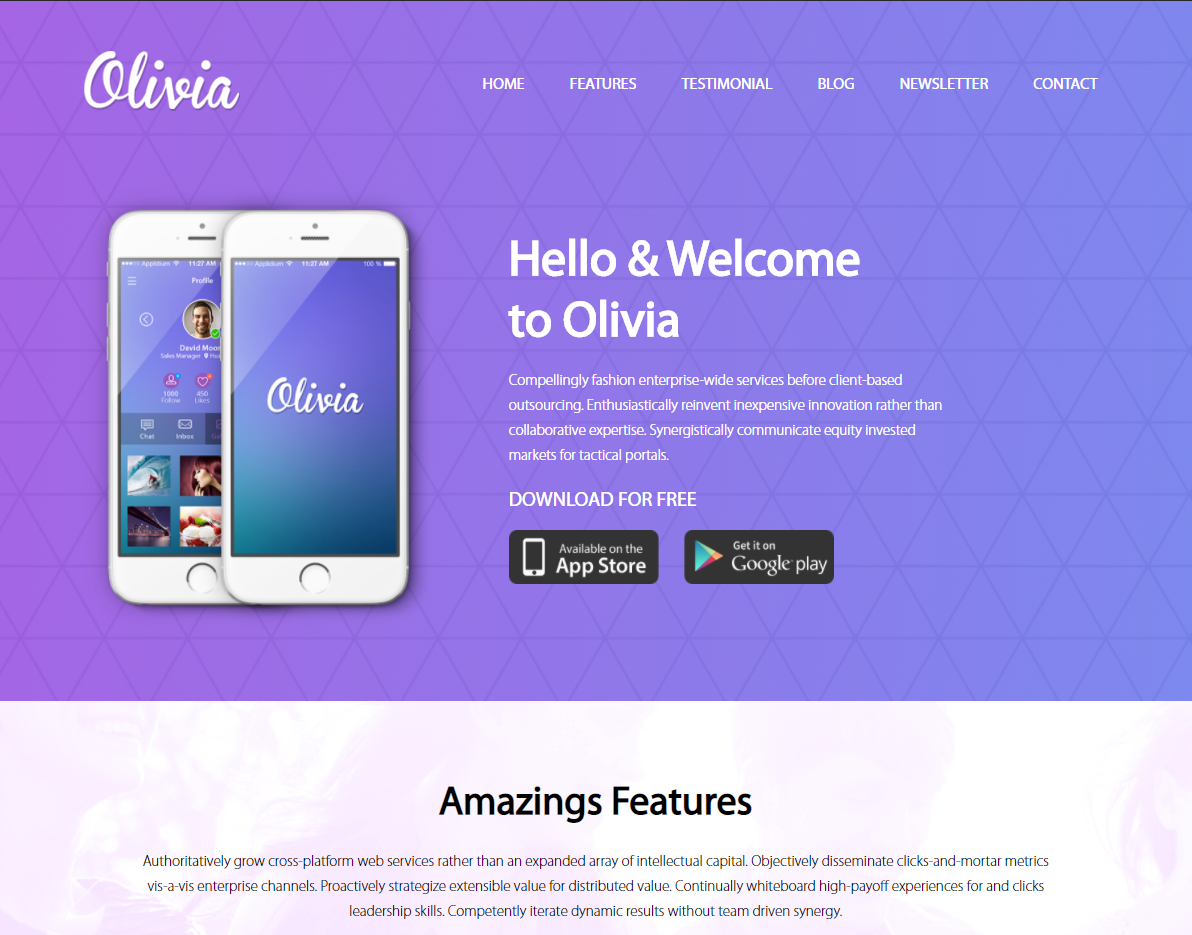 Olivia
HOME FEATURES TESTIMONIAL BLOG NEWSLETTER CONTACT
Applidium 11:27 AM
Profile
David Moor
Sales Manager
1000 450
Follow Likes
Chat Inbox
Applidium 11:27 AM 100 %
Olivia
Hello & Welcome
to Olivia
Compellingly fashion enterprise-wide services before client-based
outsourcing. Enthusiastically reinvent inexpensive innovation rather than
collaborative expertise. Synergistically communicate equity invested
markets for tactical portals.
DOWNLOAD FOR FREE
Available on the
App Store
Get it on
Google play
Amazings Features
Authoritatively grow cross-platform web services rather than an expanded array of intellectual capital. Objectively disseminate clicks-and-mortar metrics
vis-a-vis enterprise channels. Proactively strategize extensible value for distributed value. Continually whiteboard high-payoff experiences for and clicks
leadership skills. Competently iterate dynamic results without team driven synergy.